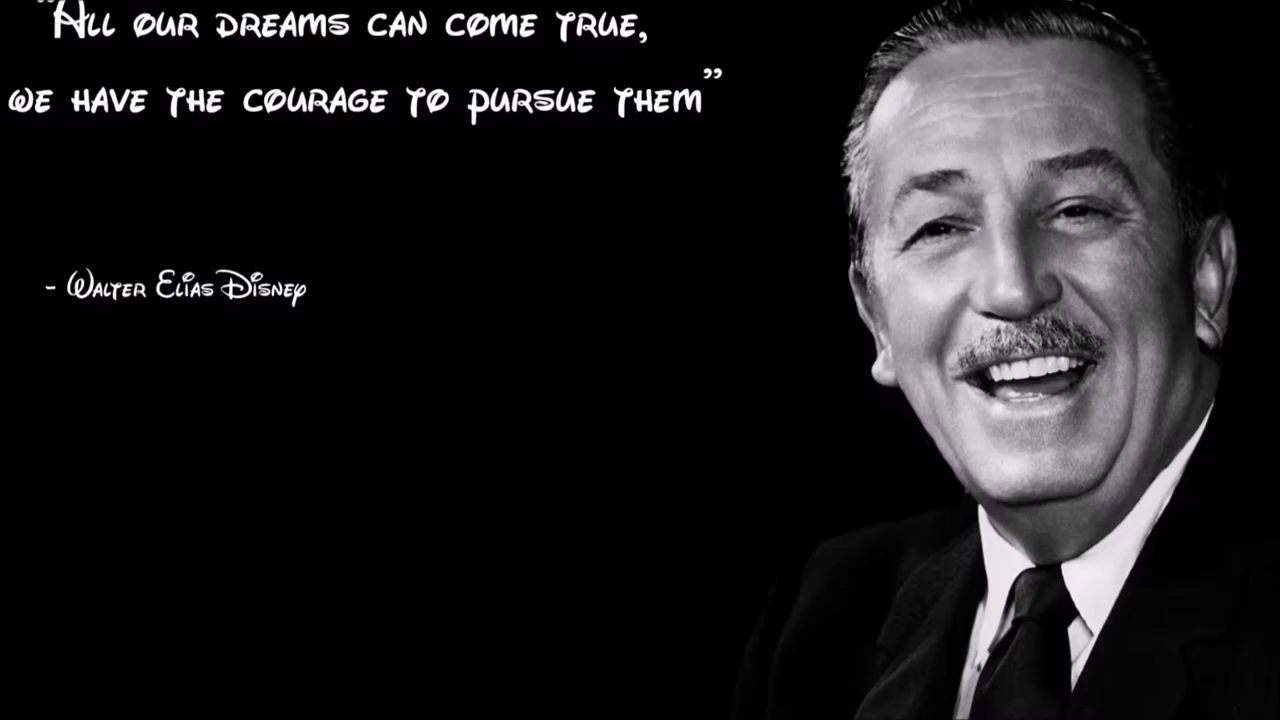 "All our dreams can come true,
we have the courage to pursue them"
- Walter Elias Disney